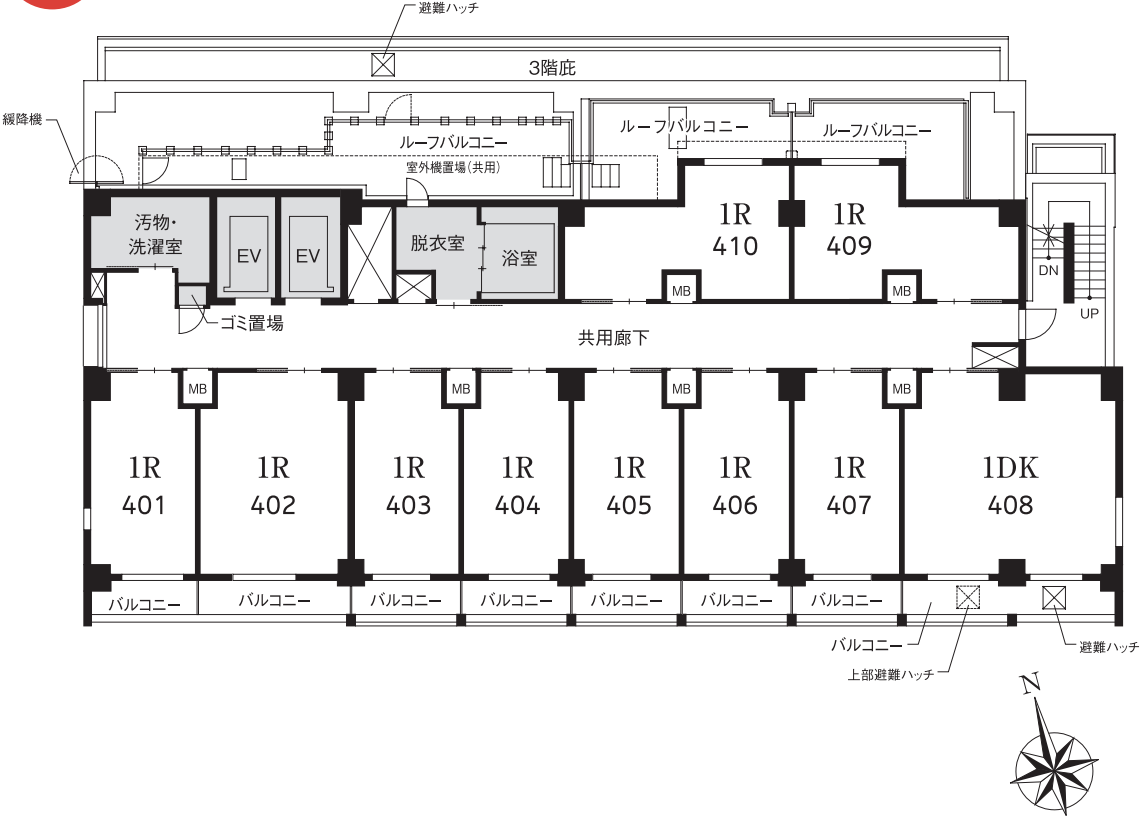 避難ハッチ
3階庇
緩降機
ルーフバルコニー
ルーフバルコニー
ルーフバルコニー
室外機置場(共用)
汚物・
洗濯室
EV
EV
脱衣室
浴室
1R
410
1R
409
MB
MB
DN
UP
ゴミ置場
共用廊下
MB
MB
MB
MB
1R
401
1R
402
1R
403
1R
404
1R
405
1R
406
1R
407
1DK
408
バルコニー
バルコニー
バルコニー
バルコニー
バルコニー
バルコニー
バルコニー
バルコニー
避難ハッチ
上部避難ハッチ
N